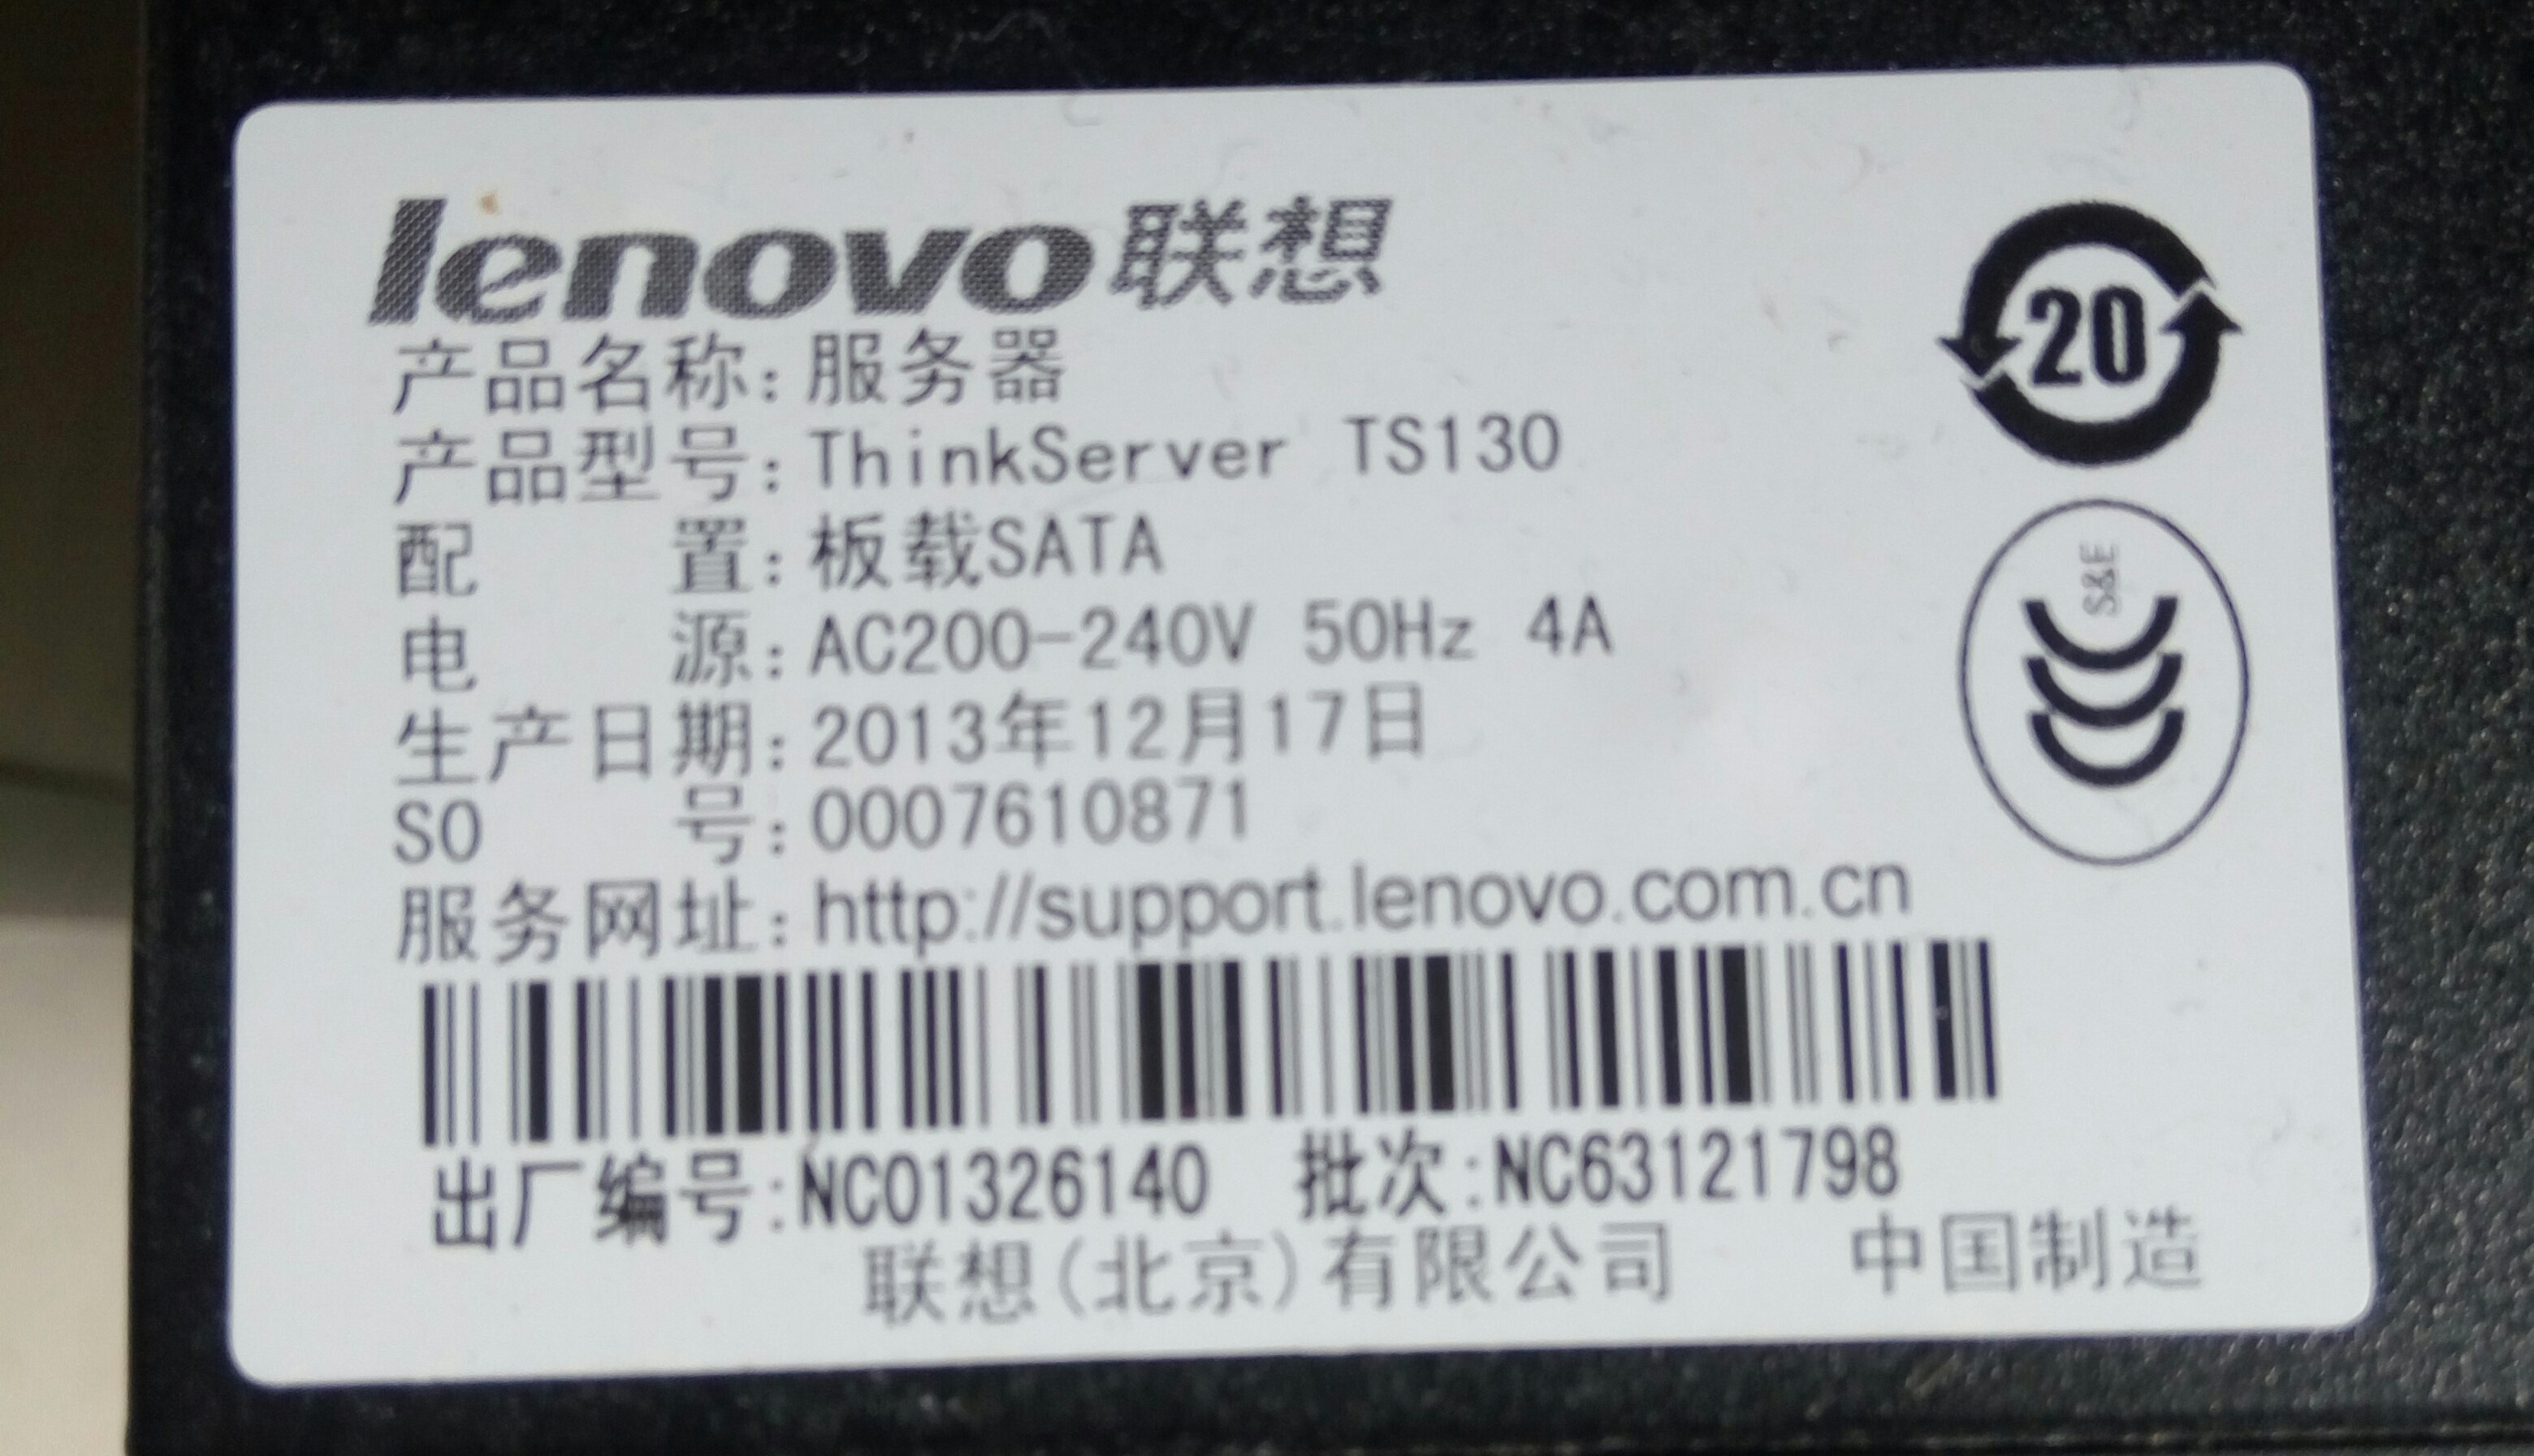 lenovo联想
产品名称：服务器
产品型号：ThinkServer TS130
配置：板载SATA
电源：AC200-240V 50Hz 4A
生产日期：2013年12月17日
SO号：0007610871
服务网址：http://support.lenovo.com.cn
出厂编号:NC01326140 批次:NC63121798
联想(北京)有限公司 中国制造
20
S&E